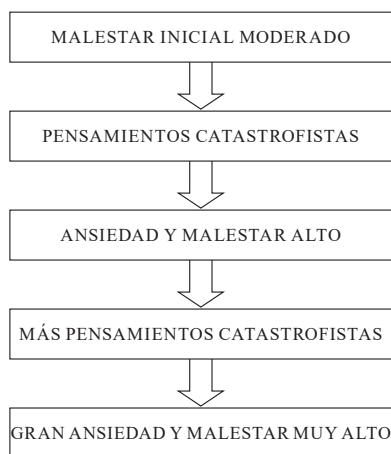 MALESTAR INICIAL MODERADO
PENSAMIENTOS CATASTROFISTAS
ANSIEDAD Y MALESTAR ALTO
MÁS PENSAMIENTOS CATASTROFISTAS
GRAN ANSIEDAD Y MALESTAR MUY ALTO